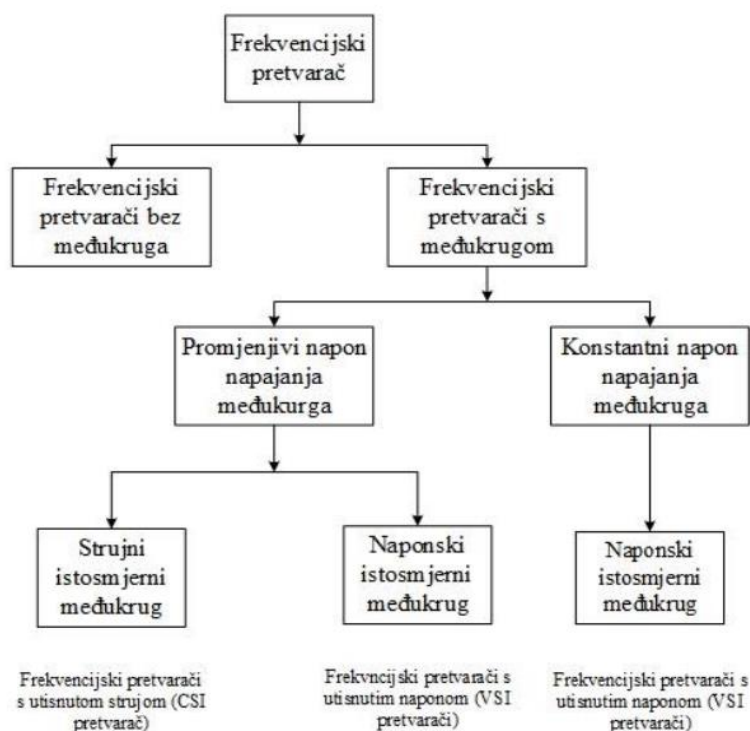 Frekvencijski
pretvarač
Frekvencijski
pretvarači bez
međukruga
Frekvencijski
pretvarači s
međukrugom
Promjenjivi napon
napajanja
međukurga
Konstantni napon
napajanja
međukruga
Strujni
istosmjerni
međukrug
Naponski
istosmjerni
međukrug
Naponski
istosmjerni
međukrug
Frekvencijski pretvarači
s utisnutom strujom (CSI
pretvarač)
Frekvncijski pretvarači s
utisnutim naponom (VSI
pretvarači)
Frekvencijski pretvarači s
utisnutim naponom (VSI
pretvarači)